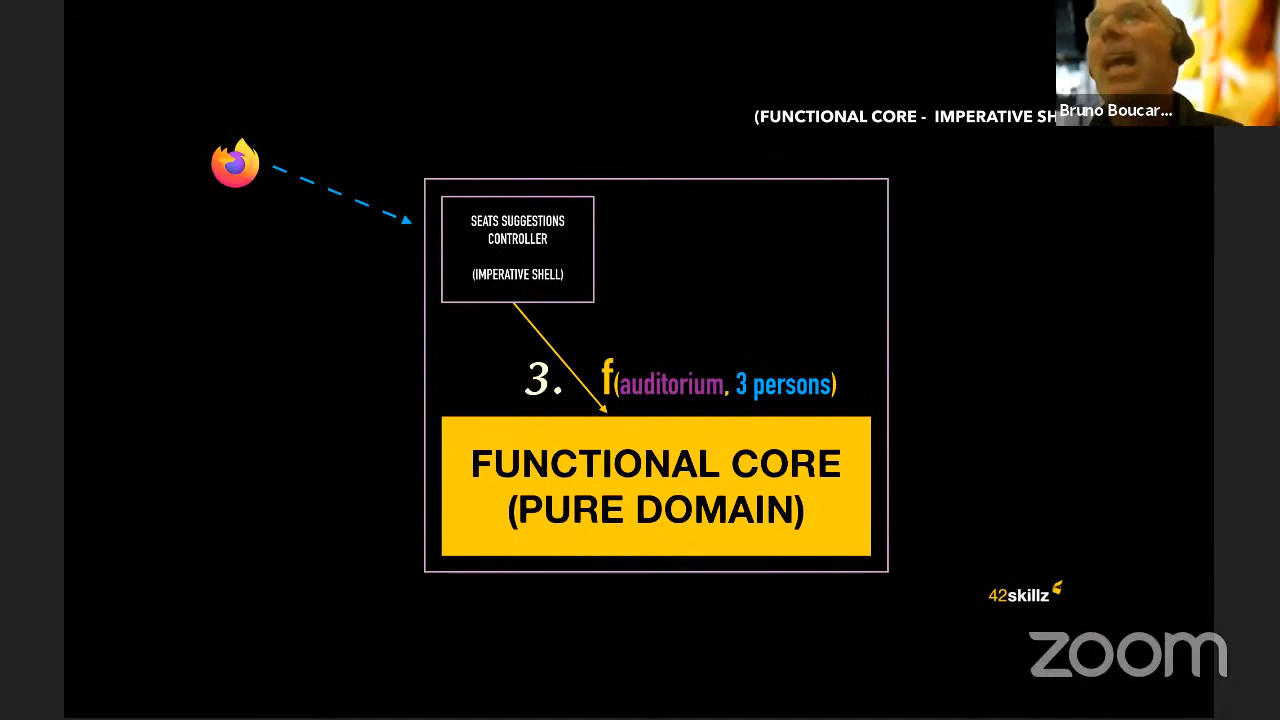 Bruno Boucar...
(FUNCTIONAL CORE - IMPERATIVE SH
SEATS SUGGESTIONS
CONTROLLER
(IMPERATIVE SHELL)
3.
f(auditorium, 3 persons)
FUNCTIONAL CORE
(PURE DOMAIN)
42skillz
zoom